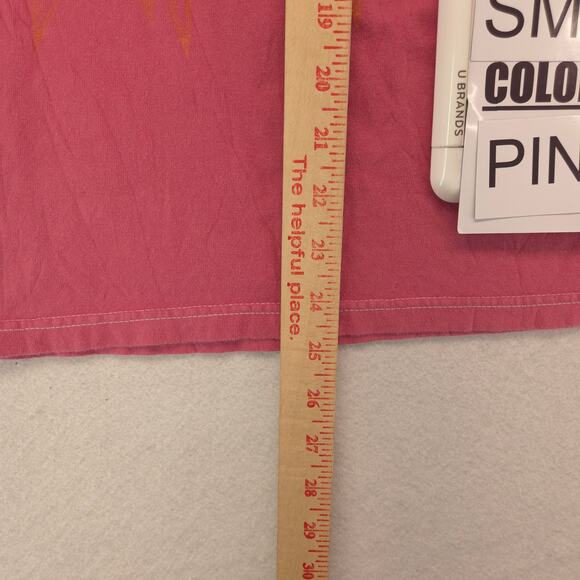 19
20
21
22
23
24
25
26
27
28
29
30
The helpful place.
U BRANDS
SM
COLO
PIN